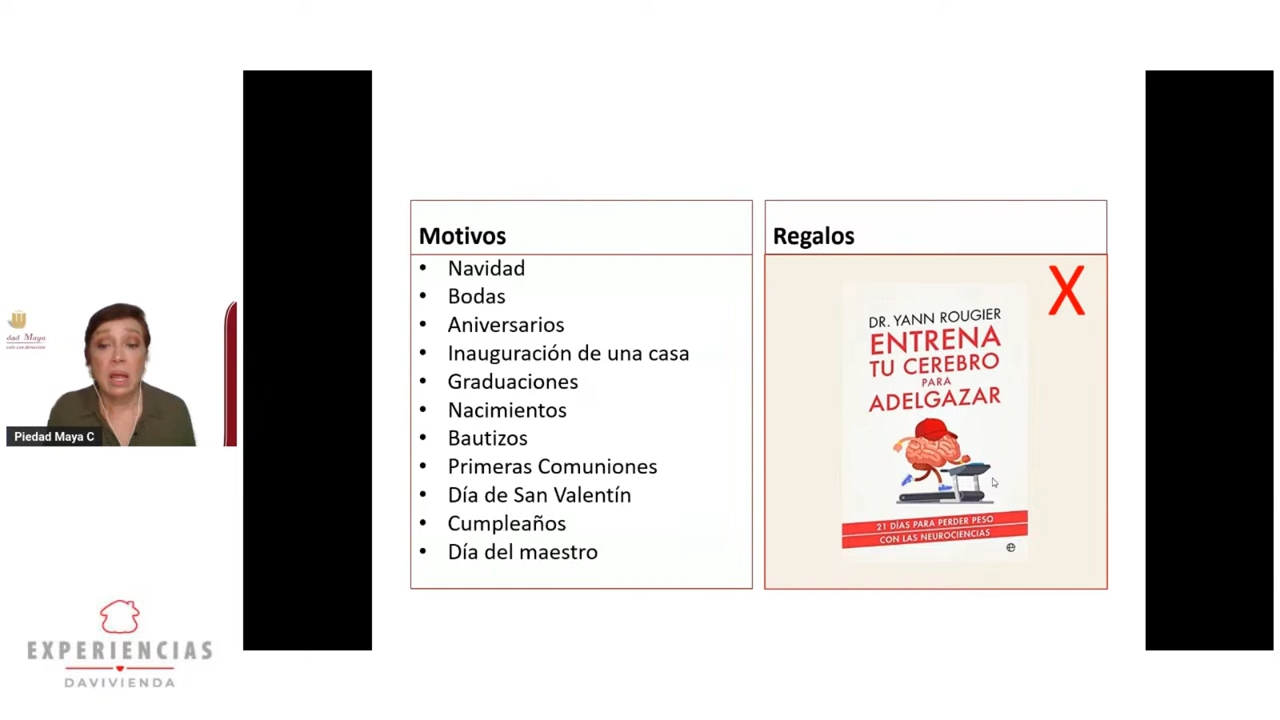 Motivos
• Navidad
• Bodas
• Aniversarios
• Inauguración de una casa
• Graduaciones
• Nacimientos
• Bautizos
• Primeras Comuniones
• Día de San Valentín
• Cumpleaños
• Día del maestro
Regalos
X
DR. YANN ROUGIER
ENTRENA
TU CEREBRO
PARA
ADELGAZAR
21 DÍAS PARA PERDER PESO
CON LAS NEUROCIENCIAS
dad Maya
Piedad Maya C
EXPERIENCIAS
DAVIVIENDA